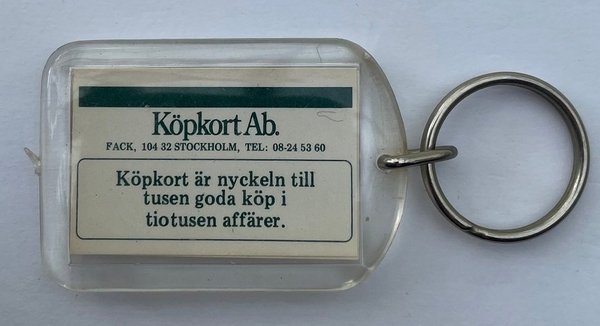 Köpkort Ab.
FACK, 104 32 STOCKHOLM, TEL: 08-24 53 60
Köpkort är nyckeln till
tusen goda köp i
tiotusen affärer.